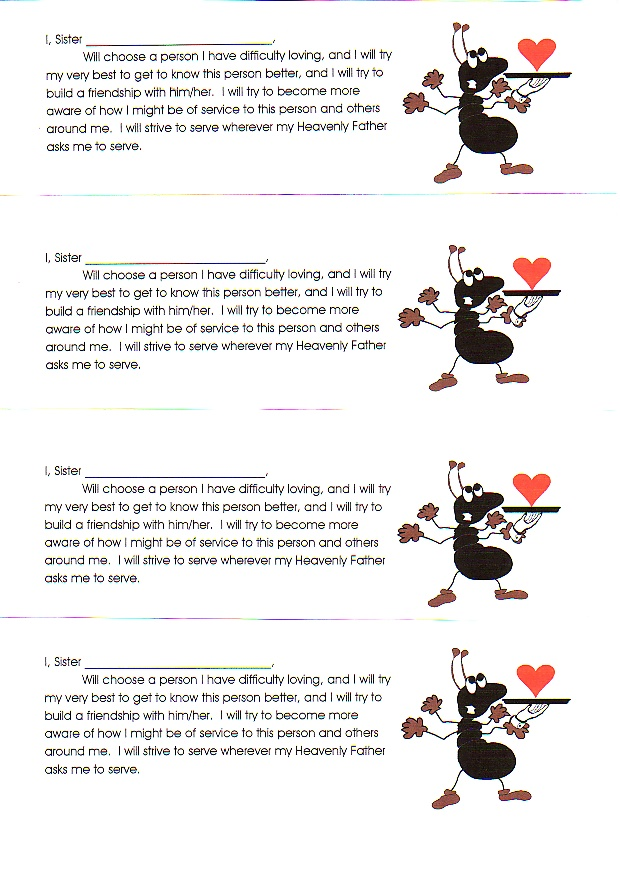 I, Sister ______________________________,
Will choose a person I have difficulty loving, and I will try
my very best to get to know this person better, and I will try to
build a friendship with him/her.  I will try to become more
aware of how I might be of service to this person and others
around me.  I will strive to serve wherever my Heavenly Father
asks me to serve.
I, Sister _____________________________,
Will choose a person I have difficulty loving, and I will try
my very best to get to know this person better, and I will try to
build a friendship with him/her.  I will try to become more
aware of how I might be of service to this person and others
around me.  I will strive to serve wherever my Heavenly Father
asks me to serve.
I, Sister _____________________________,
Will choose a person I have difficulty loving, and I will try
my very best to get to know this person better, and I will try to
build a friendship with him/her.  I will try to become more
aware of how I might be of service to this person and others
around me.  I will strive to serve wherever my Heavenly Father
asks me to serve.
I, Sister ______________________________,
Will choose a person I have difficulty loving, and I will try
my very best to get to know this person better, and I will try to
build a friendship with him/her.  I will try to become more
aware of how I might be of service to this person and others
around me.  I will strive to serve wherever my Heavenly Father
asks me to serve.